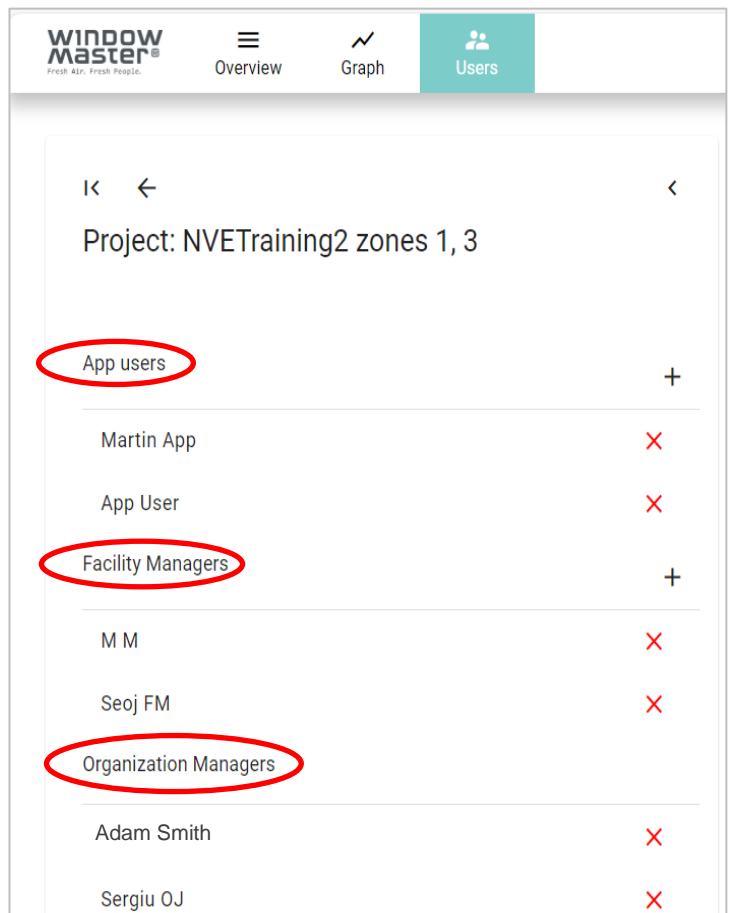 WINDOW
Master®
Fresh Air. Fresh People.
Overview
Graph
Users
Project: NVETraining2 zones 1, 3
App users
Martin App
App User
Facility Managers
M M
Seoj FM
Organization Managers
Adam Smith
Sergiu OJ